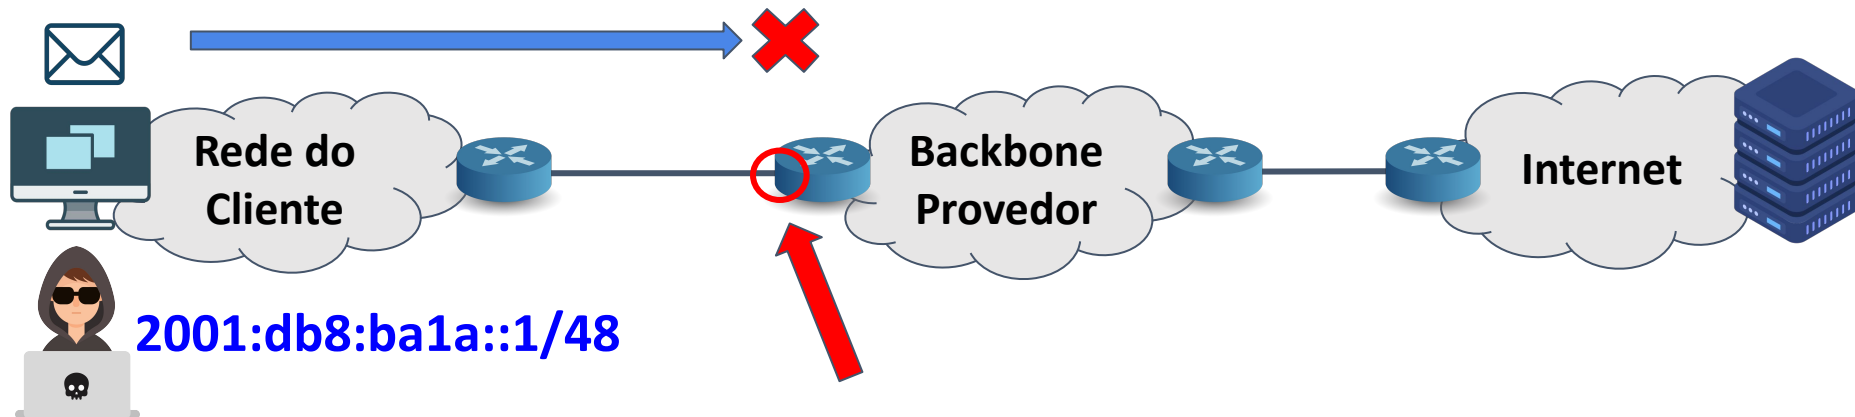 Rede do
Cliente
Backbone
Provedor
Internet
2001:db8:ba1a::1/48